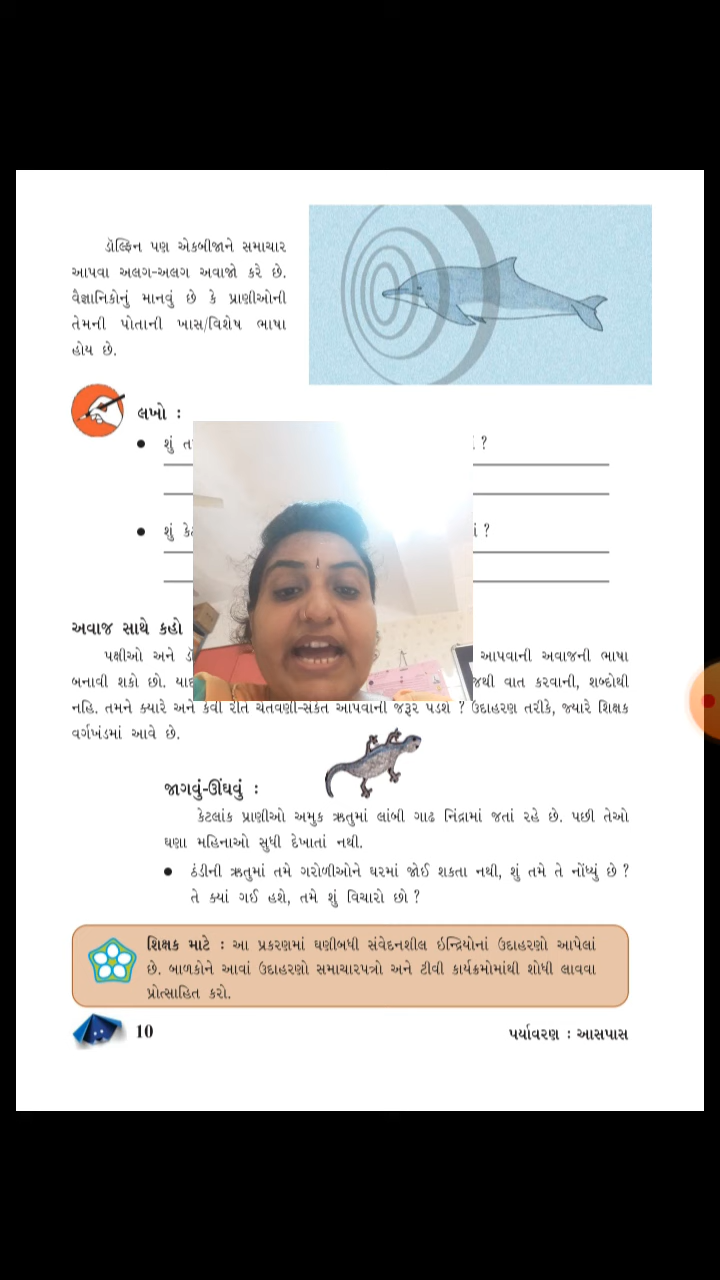 ડૉલ્ફિન પણ એકબીજાને સમાચાર
આપવા અલગ-અલગ અવાજો કરે છે.
વૈજ્ઞાનિકોનું માનવું છે કે પ્રાણીઓની
તેમની પોતાની ખાસ/વિશેષ ભાષા
હોય છે.
લખો :
શું ?
શું ?
અવાજ સાથે કહો
પક્ષીઓ અને આપવાની અવાજની ભાષા
બનાવી શકો છો. વાત કરવાની, શબ્દોથી
નહિ. તમને ક્યારે અને કેવી રીતે ચેતવણી-સંકેત આપવાની જરૂર પડશે ? ઉદાહરણ તરીકે, જ્યારે શિક્ષક
વર્ગખંડમાં આવે છે.
જાગવું-ઊંઘવું :
કેટલાંક પ્રાણીઓ અમુક ઋતુમાં લાંબી ગાઢ નિંદ્રામાં જતાં રહે છે. પછી તેઓ
ઘણા મહિનાઓ સુધી દેખાતાં નથી.
• ઠંડીની ઋતુમાં તમે ગરોળીઓને ઘરમાં જોઈ શકતા નથી, શું તમે તે નોંધ્યું છે ?
તે ક્યાં ગઈ હશે, તમે શું વિચારો છો ?
શિક્ષક માટે : આ પ્રકરણમાં ઘણીબધી સંવેદનશીલ ઇન્દ્રિયોનાં ઉદાહરણો આપેલાં
છે. બાળકોને આવાં ઉદાહરણો સમાચારપત્રો અને ટીવી કાર્યક્રમોમાંથી શોધી લાવવા
પ્રોત્સાહિત કરો.
10 પર્યાવરણ : આસપાસ